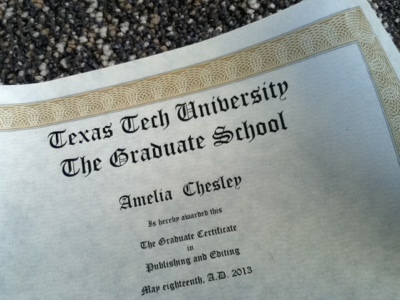 Texas Tech University
The Graduate School
Amelia Chesley
Is hereby awarded this
The Graduate Certificate
in
Publishing and Editing
May eighteenth, A.D. 2013